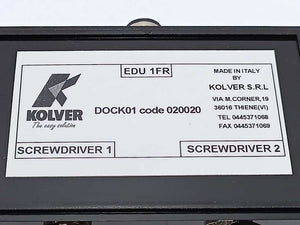 EDU 1FR
MADE IN ITALY
BY
KOLVER S.R.L
VIA M.CORNER,19
36016 THIENE(VI)
TEL 0445371068
FAX 0445371069
DOCK01 code 020020
KOLVER
The easy solution
SCREWDRIVER 1
SCREWDRIVER 2